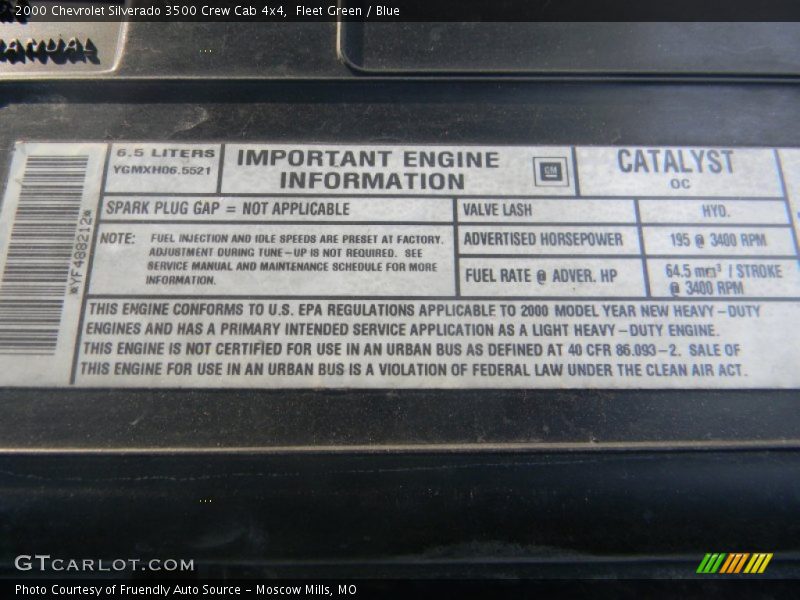 2000 Chevrolet Silverado 3500 Crew Cab 4x4,  Fleet Green / Blue
6.5 LITERS
YGMXH06.5521
IMPORTANT ENGINE
INFORMATION
GM
CATALYST
OC
SPARK PLUG GAP = NOT APPLICABLE
VALVE LASH
HYD.
NOTE: FUEL INJECTION AND IDLE SPEEDS ARE PRESET AT FACTORY.
ADJUSTMENT DURING TUNE-UP IS NOT REQUIRED. SEE
SERVICE MANUAL AND MAINTENANCE SCHEDULE FOR MORE
INFORMATION.
ADVERTISED HORSEPOWER
195 @ 3400 RPM
FUEL RATE @ ADVER. HP
64.5 mm³ / STROKE
@ 3400 RPM
*YF488212*
THIS ENGINE CONFORMS TO U.S. EPA REGULATIONS APPLICABLE TO 2000 MODEL YEAR NEW HEAVY-DUTY
ENGINES AND HAS A PRIMARY INTENDED SERVICE APPLICATION AS A LIGHT HEAVY-DUTY ENGINE.
THIS ENGINE IS NOT CERTIFIED FOR USE IN AN URBAN BUS AS DEFINED AT 40 CFR 86.093-2. SALE OF
THIS ENGINE FOR USE IN AN URBAN BUS IS A VIOLATION OF FEDERAL LAW UNDER THE CLEAN AIR ACT.
GTCARLOT.COM
Photo Courtesy of Fruendly Auto Source - Moscow Mills, MO